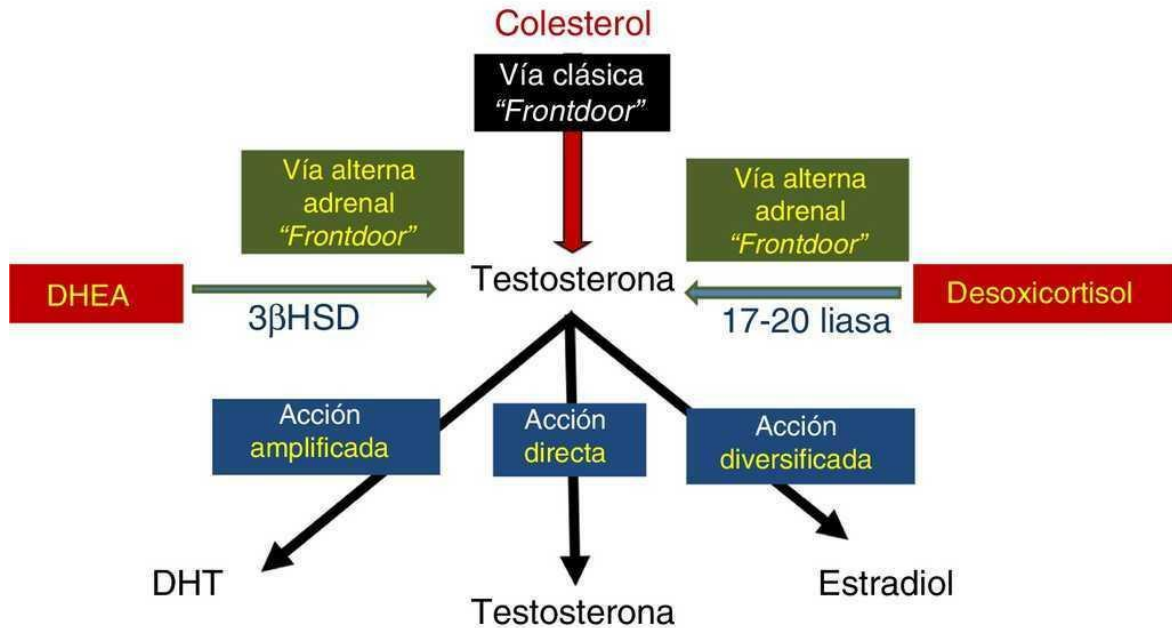 Colesterol
Vía clásica
“Frontdoor”
Vía alterna
adrenal
“Frontdoor”
Vía alterna
adrenal
“Frontdoor”
DHEA
3βHSD
Testosterona
17-20 liasa
Desoxicortisol
Acción
amplificada
Acción
directa
Acción
diversificada
DHT
Testosterona
Estradiol